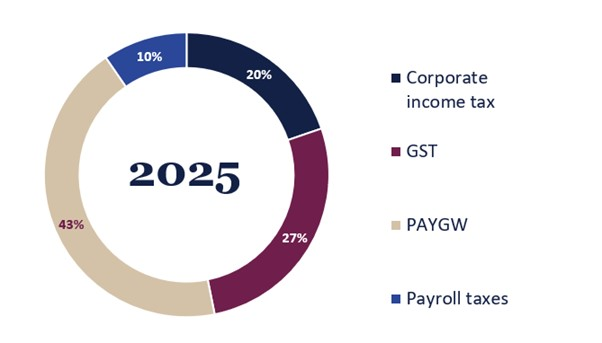 10%
20%
2025
43%
27%
Corporate
income tax
GST
PAYGW
Payroll taxes